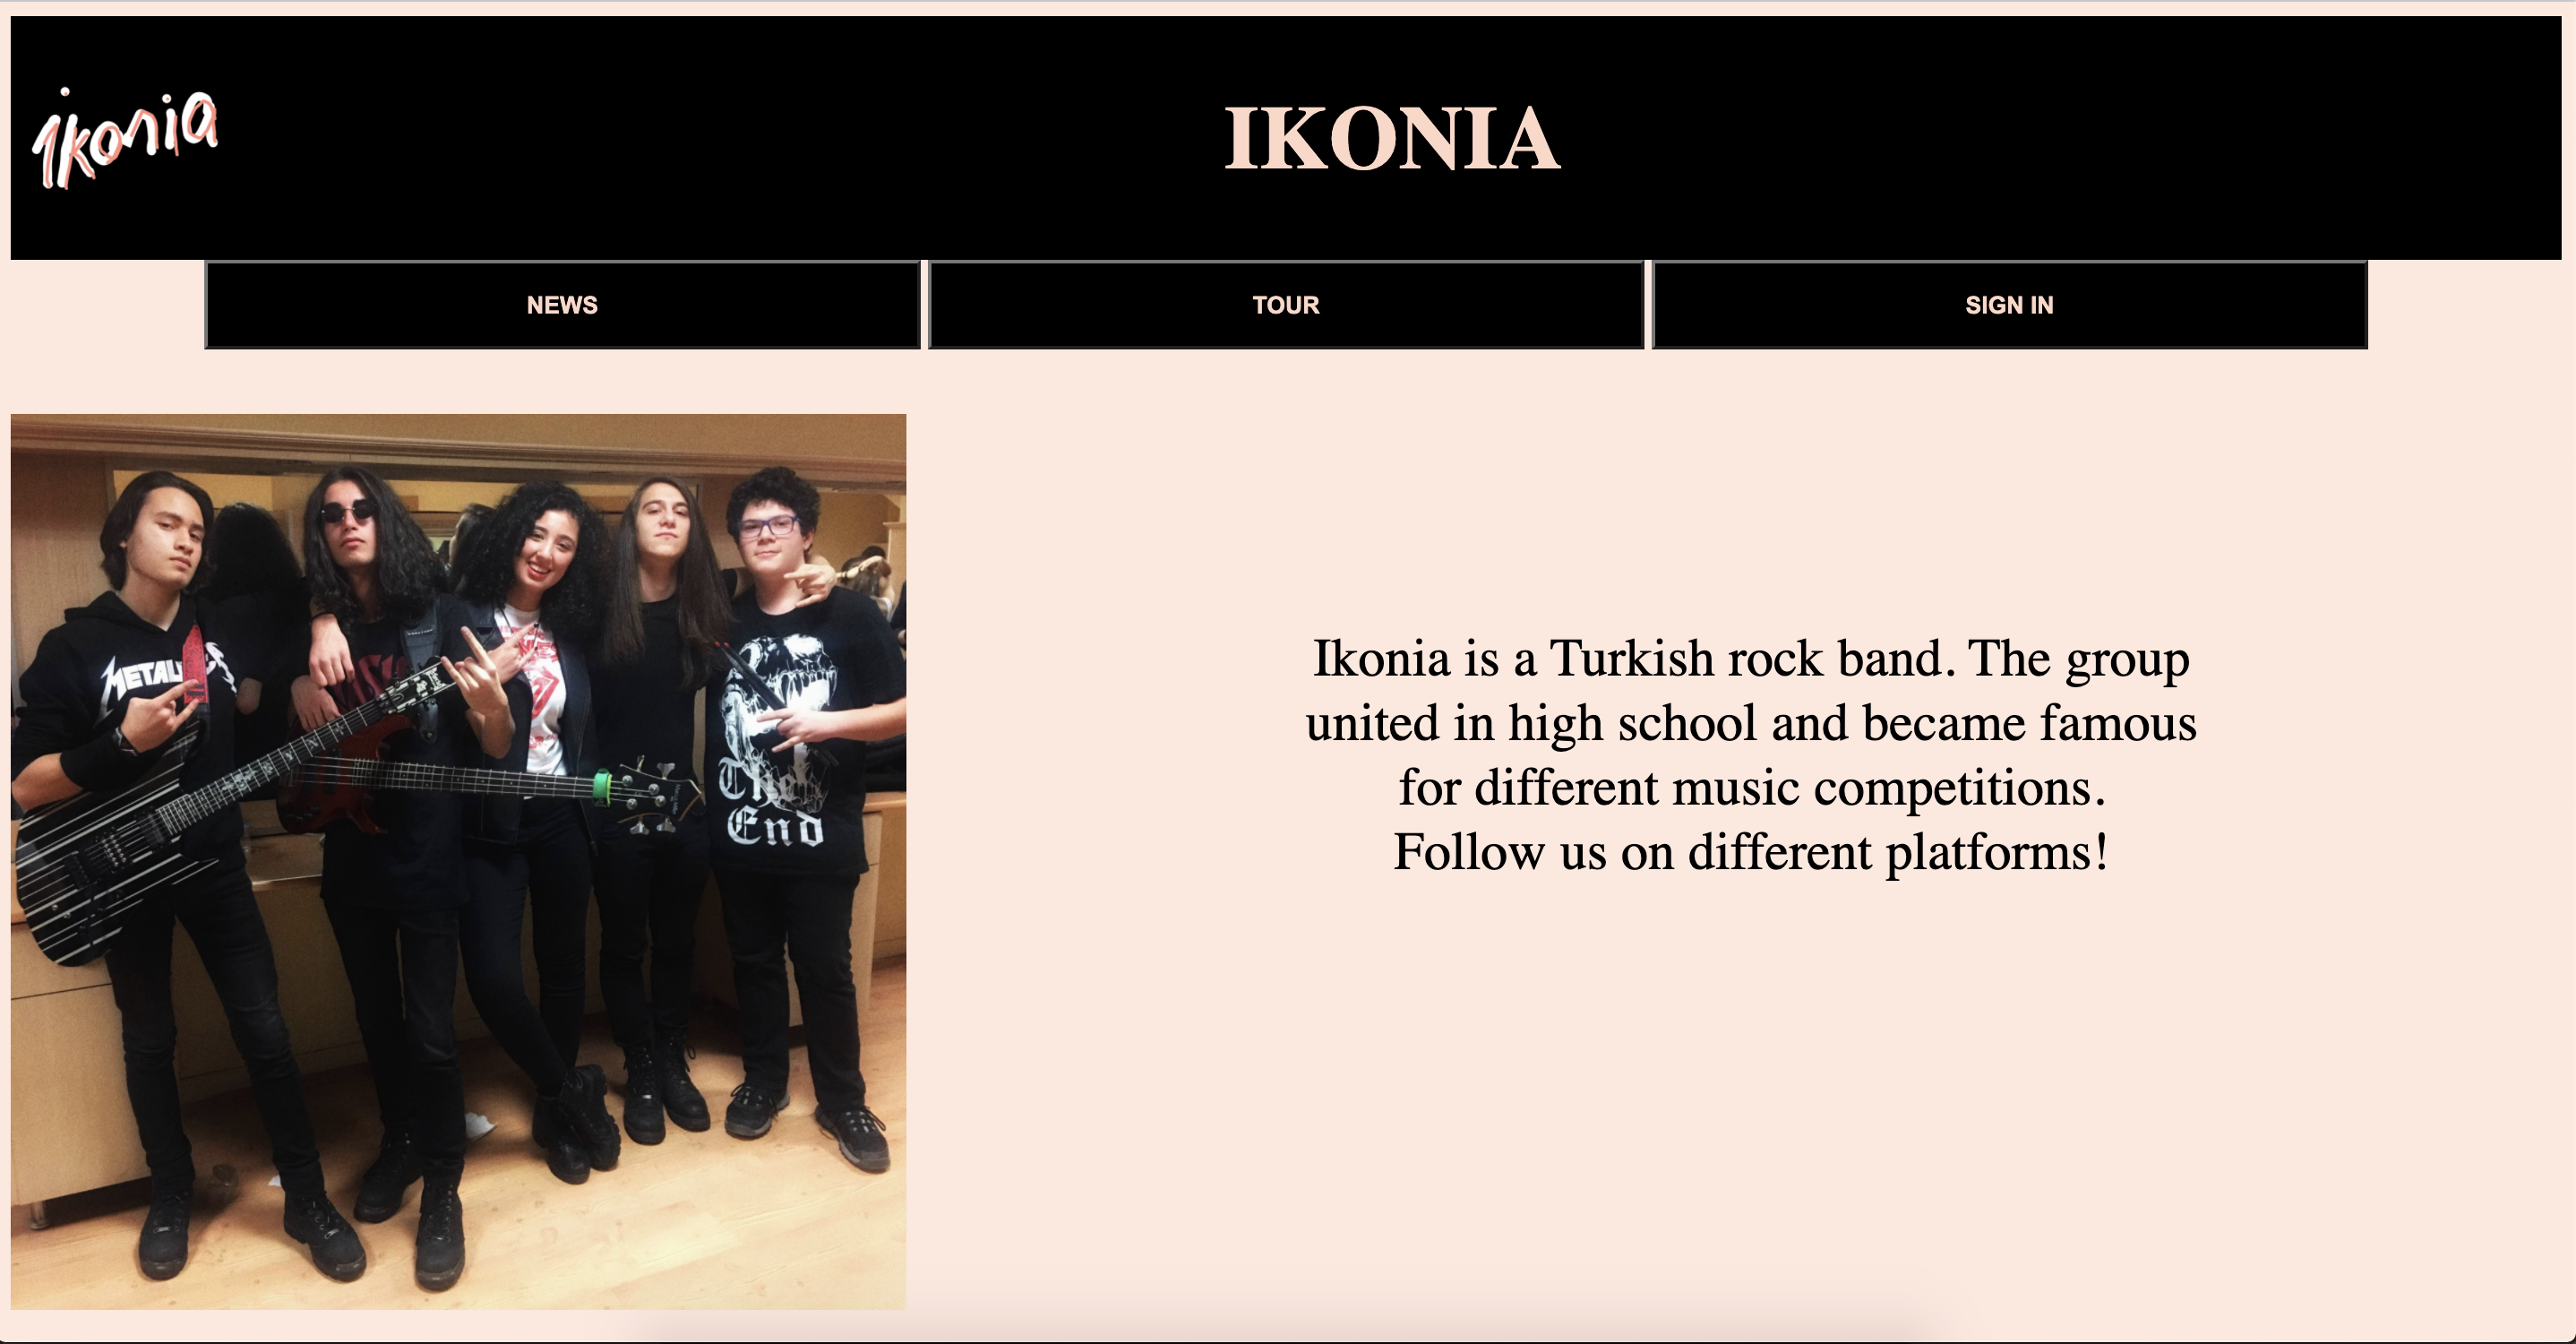 ikonia
IKONIA
NEWS
TOUR
SIGN IN
METALLICA
The
End
Ikonia is a Turkish rock band. The group
united in high school and became famous
for different music competitions.
Follow us on different platforms!